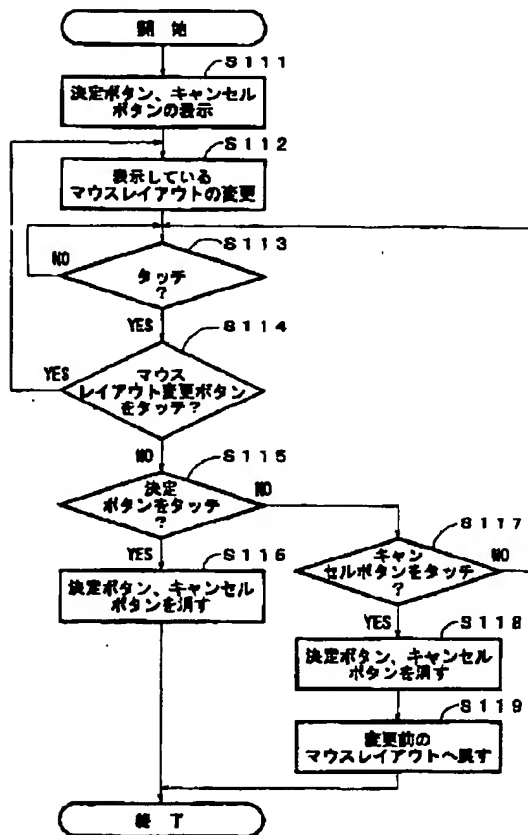 開始
S111
決定ボタン、キャンセル
ボタンの表示
S112
表示している
マウスレイアウトの変更
S113
NO
タッチ
?
YES
S114
YES
マウス
レイアウト変更ボタン
をタッチ?
NO
S115
決定
ボタンをタッチ
?
NO
YES
S116
決定ボタン、キャンセル
ボタンを消す
S117
キャン
セルボタンをタッチ
?
NO
YES
S118
決定ボタン、キャンセル
ボタンを消す
S119
変更前の
マウスレイアウトへ戻す
終了